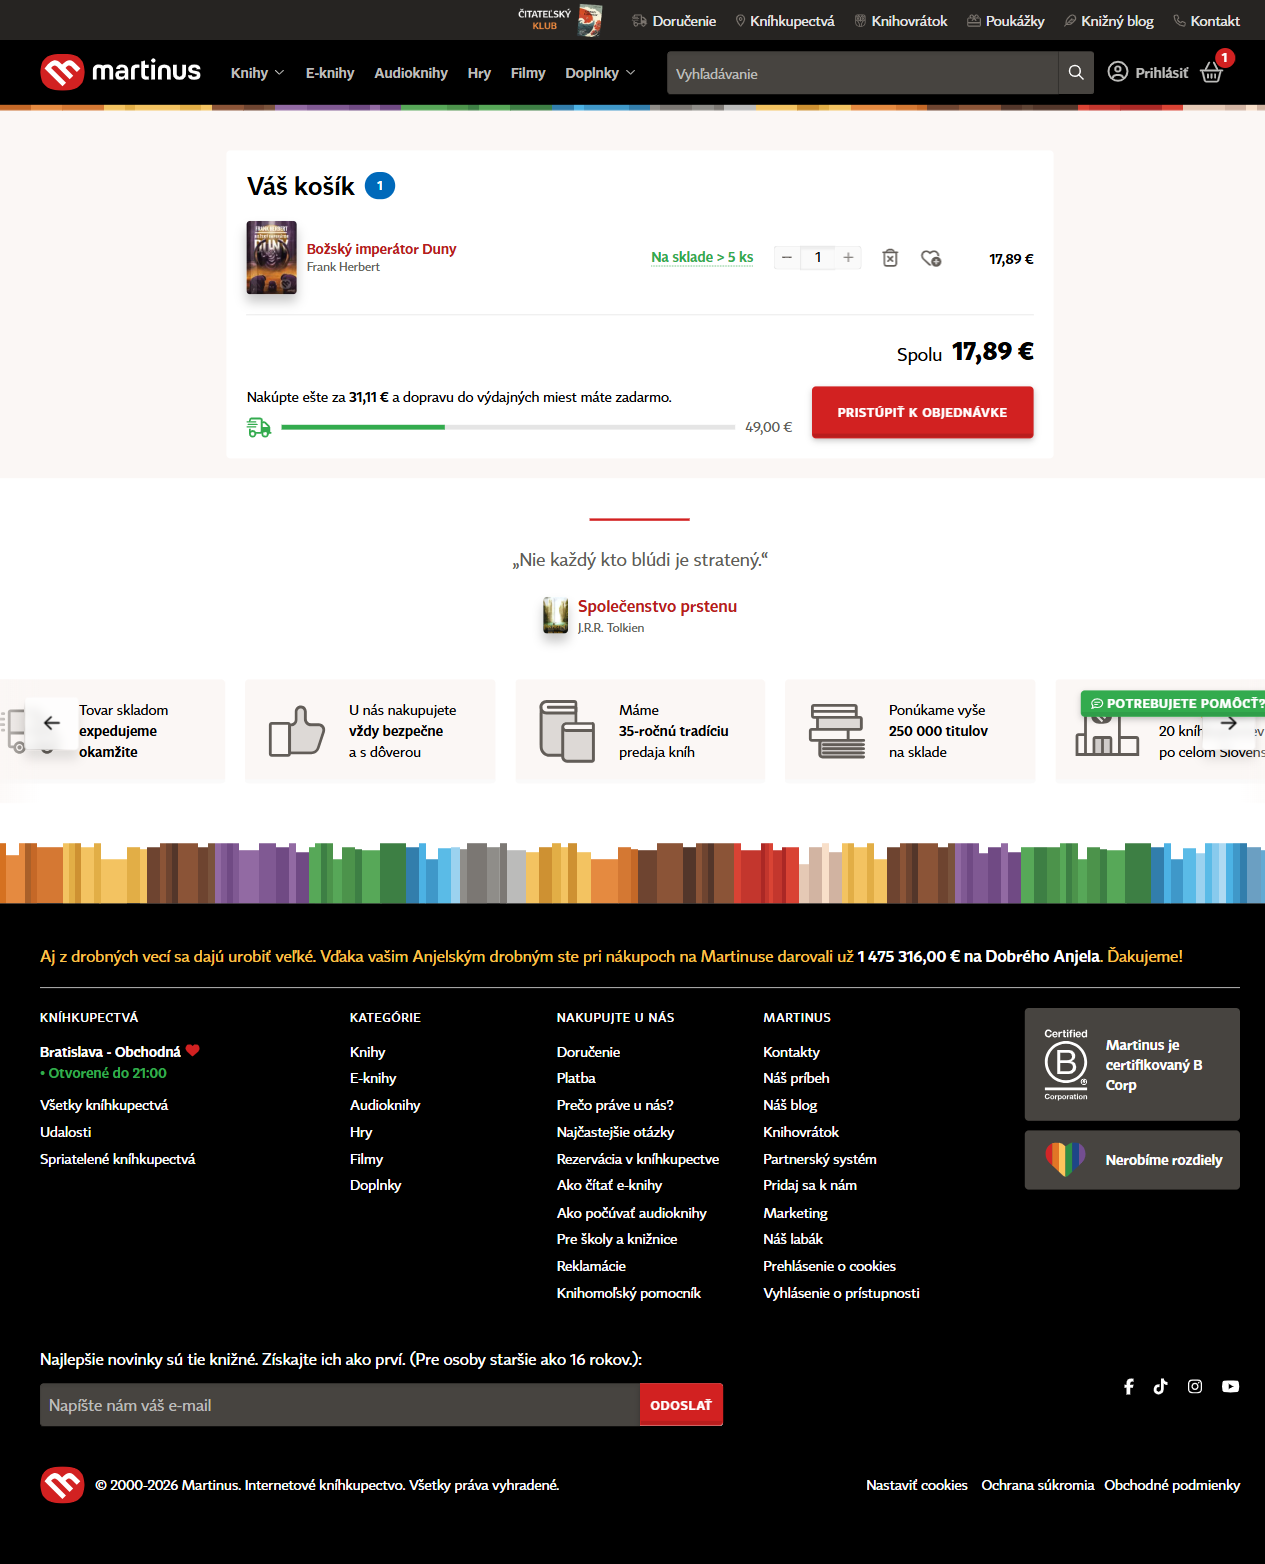 ČITATEĽSKÝ
KLUB
Doručenie
Kníhkupectvá
Knihovrátok
Poukážky
Knižný blog
Kontakt
martinus
Knihy
E-knihy
Audioknihy
Hry
Filmy
Doplnky
Vyhľadávanie
Prihlásiť
1
Váš košík 1
FRANK HERBERT
DUNY
Božský imperátor Duny
Frank Herbert
Na sklade > 5 ks
− 1 +
17,89 €
Spolu 17,89 €
Nakúpte ešte za 31,11 € a dopravu do výdajných miest máte zadarmo.
49,00 €
PRISTÚPIŤ K OBJEDNÁVKE
„Nie každý kto blúdi je stratený.“
Společenstvo prstenu
J.R.R. Tolkien
Tovar skladom
expedujeme
okamžite
U nás nakupujete
vždy bezpečne
a s dôverou
Máme
35-ročnú tradíciu
predaja kníh
Ponúkame vyše
250 000 titulov
na sklade
POTREBUJETE POMÔCŤ?
20 kníh
po celom Slovens
Aj z drobných vecí sa dajú urobiť veľké. Vďaka vašim Anjelským drobným ste pri nákupoch na Martinuse darovali už 1 475 316,00 € na Dobrého Anjela. Ďakujeme!
KNÍHKUPECTVÁ
Bratislava - Obchodná
• Otvorené do 21:00
Všetky kníhkupectvá
Udalosti
Spriatelené kníhkupectvá
KATEGÓRIE
Knihy
E-knihy
Audioknihy
Hry
Filmy
Doplnky
NAKUPUJTE U NÁS
Doručenie
Platba
Prečo práve u nás?
Najčastejšie otázky
Rezervácia v kníhkupectve
Ako čítať e-knihy
Ako počúvať audioknihy
Pre školy a knižnice
Reklamácie
Knihomoľský pomocník
MARTINUS
Kontakty
Náš príbeh
Náš blog
Knihovrátok
Partnerský systém
Pridaj sa k nám
Marketing
Náš labák
Prehlásenie o cookies
Vyhlásenie o prístupnosti
Certified
B
®
Corporation
Martinus je
certifikovaný B
Corp
Nerobíme rozdiely
Najlepšie novinky sú tie knižné. Získajte ich ako prví. (Pre osoby staršie ako 16 rokov.):
Napíšte nám váš e-mail
ODOSLAŤ
© 2000-2026 Martinus. Internetové kníhkupectvo. Všetky práva vyhradené.
Nastaviť cookies
Ochrana súkromia
Obchodné podmienky